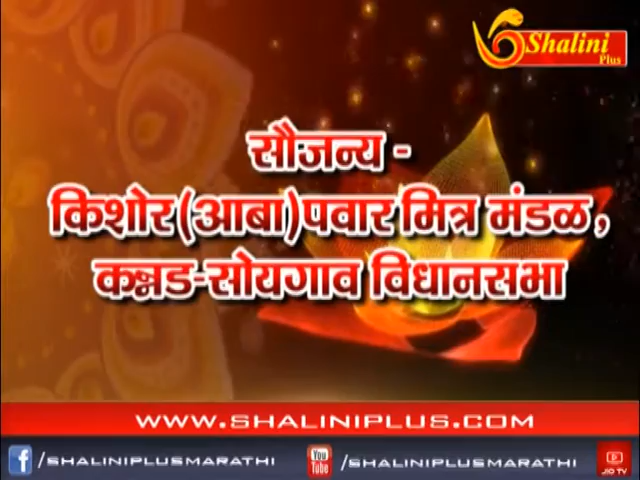 Shalini
Plus
सौजन्य -
किशोर(आबा)पवार मित्र मंडळ,
कन्नड-सोयगाव विधानसभा
WWW.SHALINIPLUS.COM
f /SHALINIPLUSMARATHI You Tube /SHALINIPLUSMARATHI JIO TV